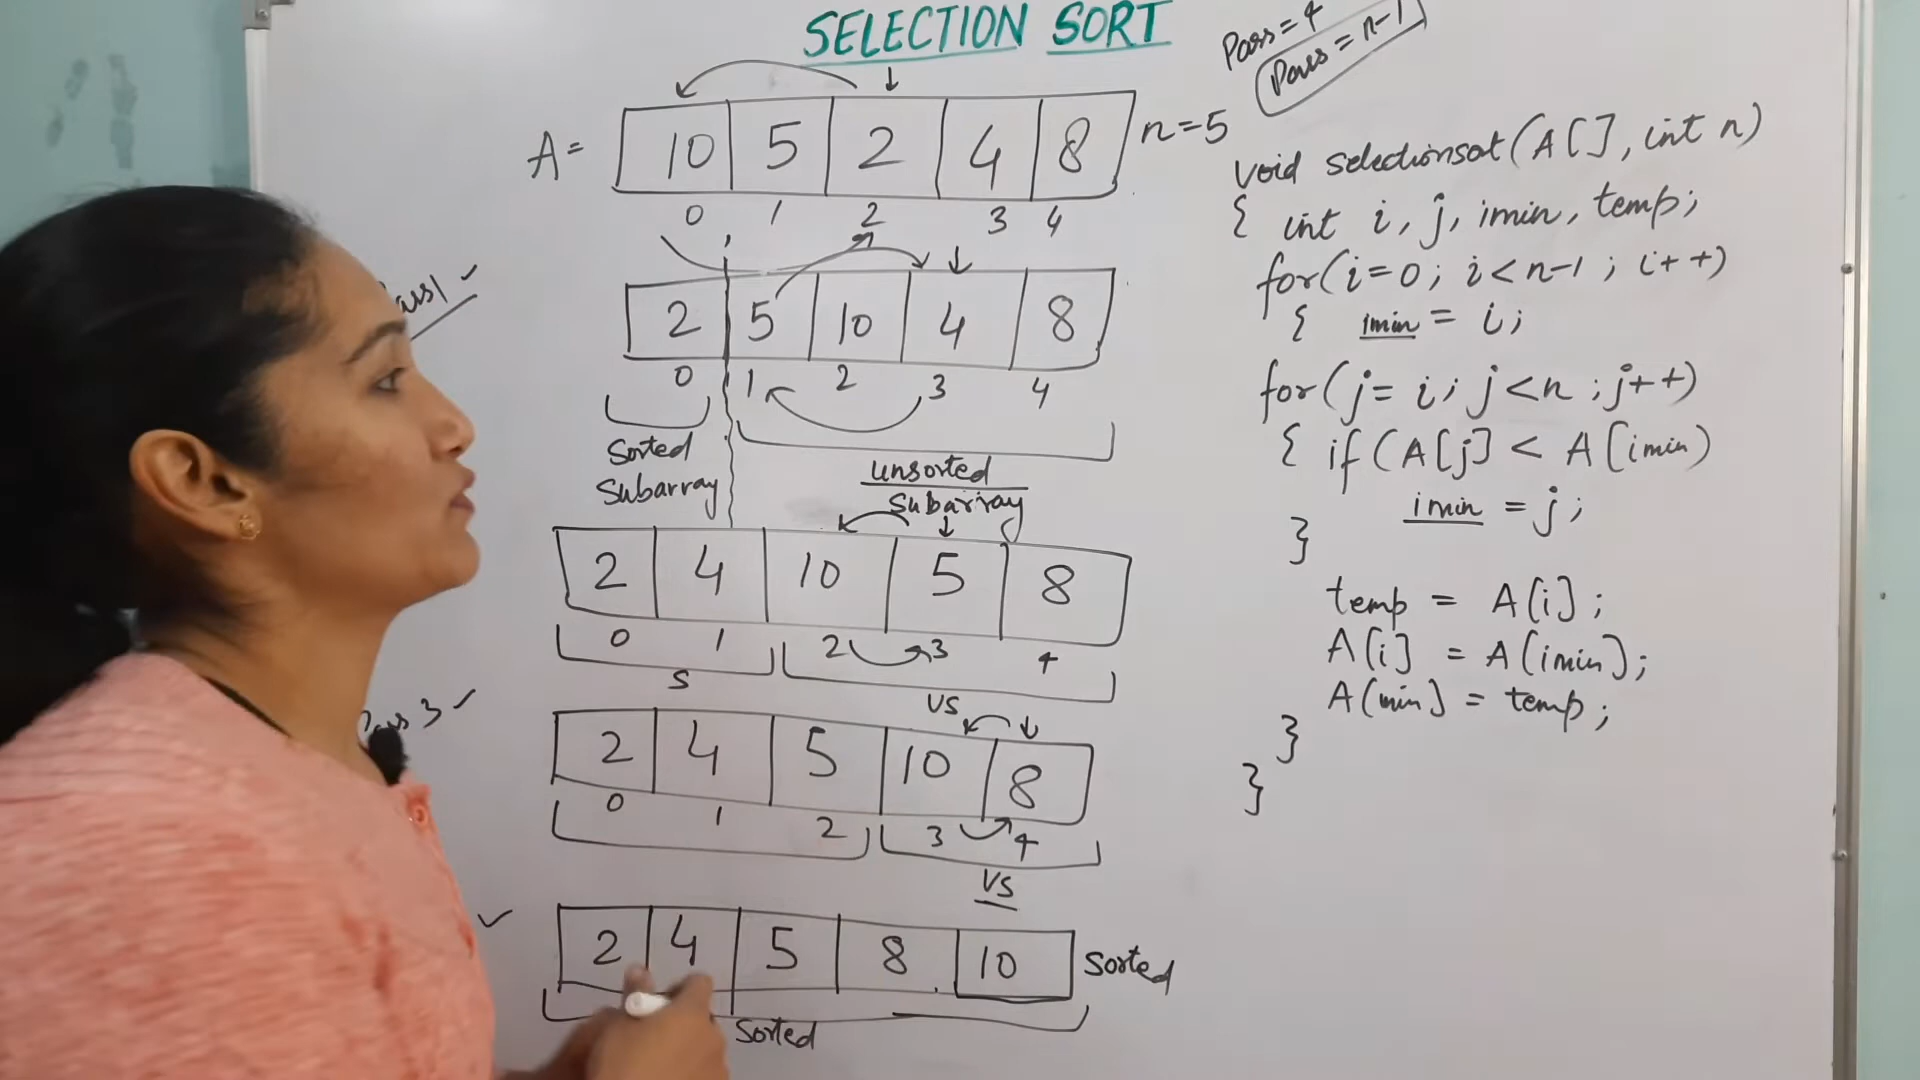 SELECTION SORT
Pass = 4
Pass = n-1
A = 10 5 2 4 8 n=5
0 1 2 3 4
2 5 10 4 8
0 1 2 3 4
Sorted Subarray
unsorted Subarray
2 4 10 5 8
0 1 2 3 4
S
US
Pass 3 ✓
2 4 5 10 8
0 1 2 3 4
US
2 4 5 8 10 Sorted
Sorted
void selectionsort(A[], int n)
{ int i, j, imin, temp;
for(i=0; i<n-1; i++)
{ imin = i;
for(j= i; j<n ; j++)
{ if (A[j] < A[imin)
imin = j;
}
temp = A[i];
A[i] = A[imin];
A[min] = temp;
}
}